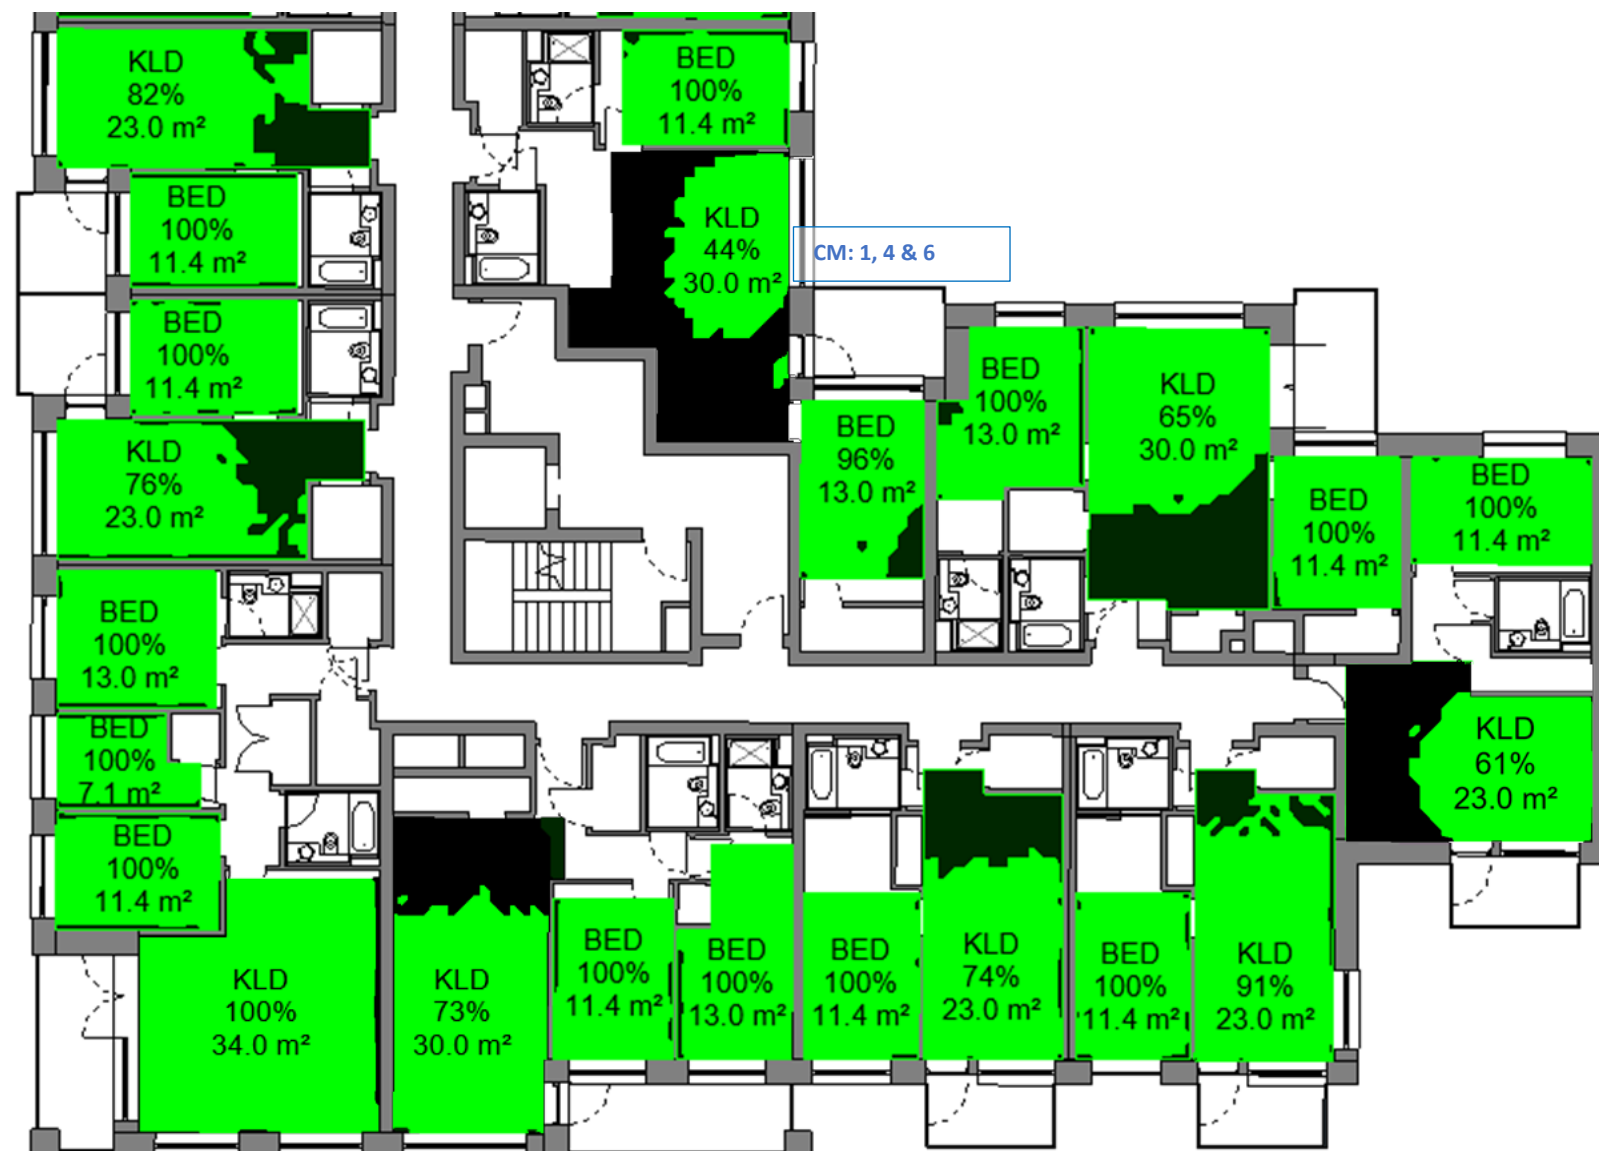 KLD
82%
23.0 m²
BED
100%
11.4 m²
BED
100%
11.4 m²
KLD
44%
30.0 m²
CM: 1, 4 & 6
BED
100%
11.4 m²
KLD
76%
23.0 m²
BED
96%
13.0 m²
BED
100%
13.0 m²
KLD
65%
30.0 m²
BED
100%
11.4 m²
BED
100%
11.4 m²
BED
100%
13.0 m²
BED
100%
7.1 m²
BED
100%
11.4 m²
KLD
61%
23.0 m²
KLD
100%
34.0 m²
KLD
73%
30.0 m²
BED
100%
11.4 m²
BED
100%
13.0 m²
BED
100%
11.4 m²
KLD
74%
23.0 m²
BED
100%
11.4 m²
KLD
91%
23.0 m²